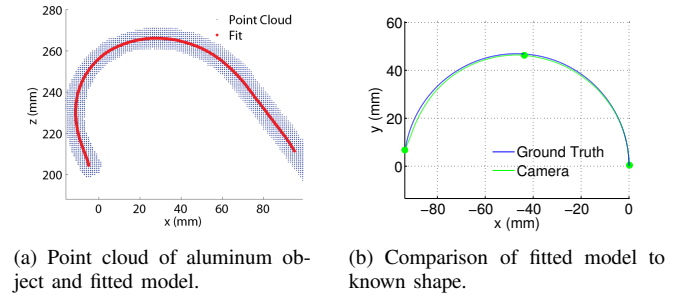 280
260
240
220
200
0
20
40
60
80
z (mm)
x (mm)
Point Cloud
Fit
60
40
20
0
−80
−60
−40
−20
0
y (mm)
x (mm)
Ground Truth
Camera
(a) Point cloud of aluminum ob-
ject and fitted model.
(b) Comparison of fitted model to
known shape.